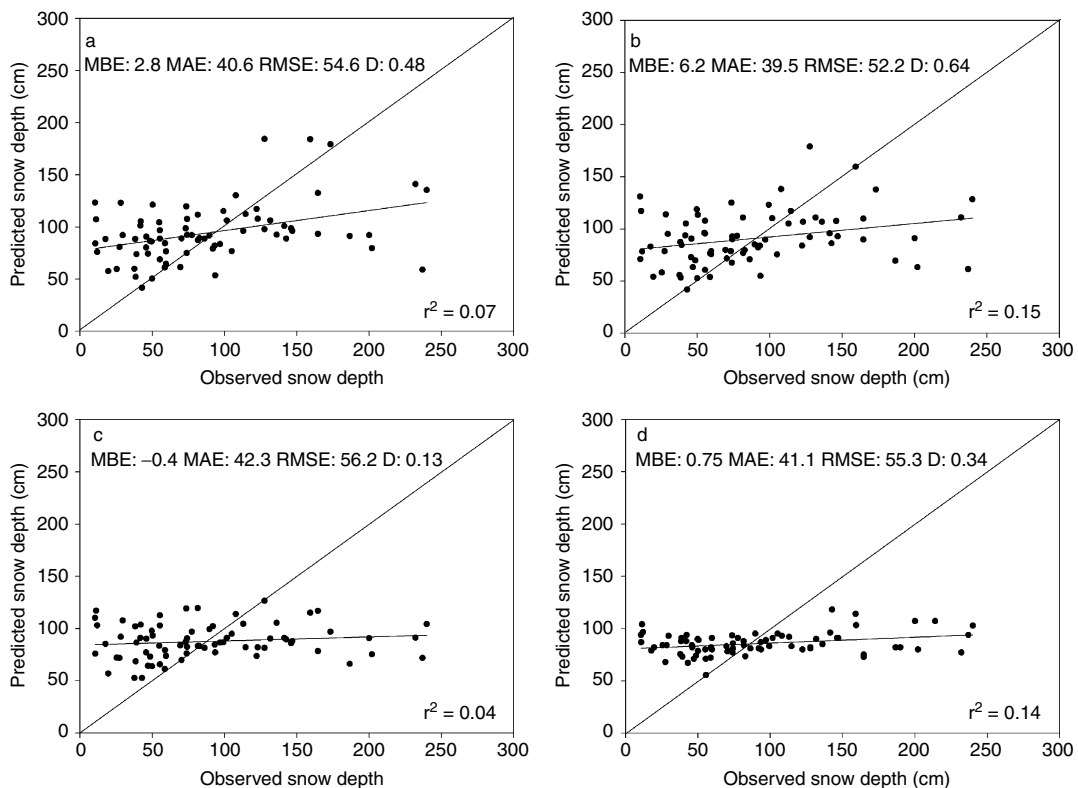 a
MBE: 2.8 MAE: 40.6 RMSE: 54.6 D: 0.48
300
250
200
150
100
50
0
Predicted snow depth (cm)
r² = 0.07
0 50 100 150 200 250 300
Observed snow depth
b
MBE: 6.2 MAE: 39.5 RMSE: 52.2 D: 0.64
300
250
200
150
100
50
0
Predicted snow depth (cm)
r² = 0.15
0 50 100 150 200 250 300
Observed snow depth (cm)
c
MBE: −0.4 MAE: 42.3 RMSE: 56.2 D: 0.13
300
250
200
150
100
50
0
Predicted snow depth (cm)
r² = 0.04
0 50 100 150 200 250 300
Observed snow depth
d
MBE: 0.75 MAE: 41.1 RMSE: 55.3 D: 0.34
300
250
200
150
100
50
0
Predicted snow depth (cm)
r² = 0.14
0 50 100 150 200 250 300
Observed snow depth (cm)